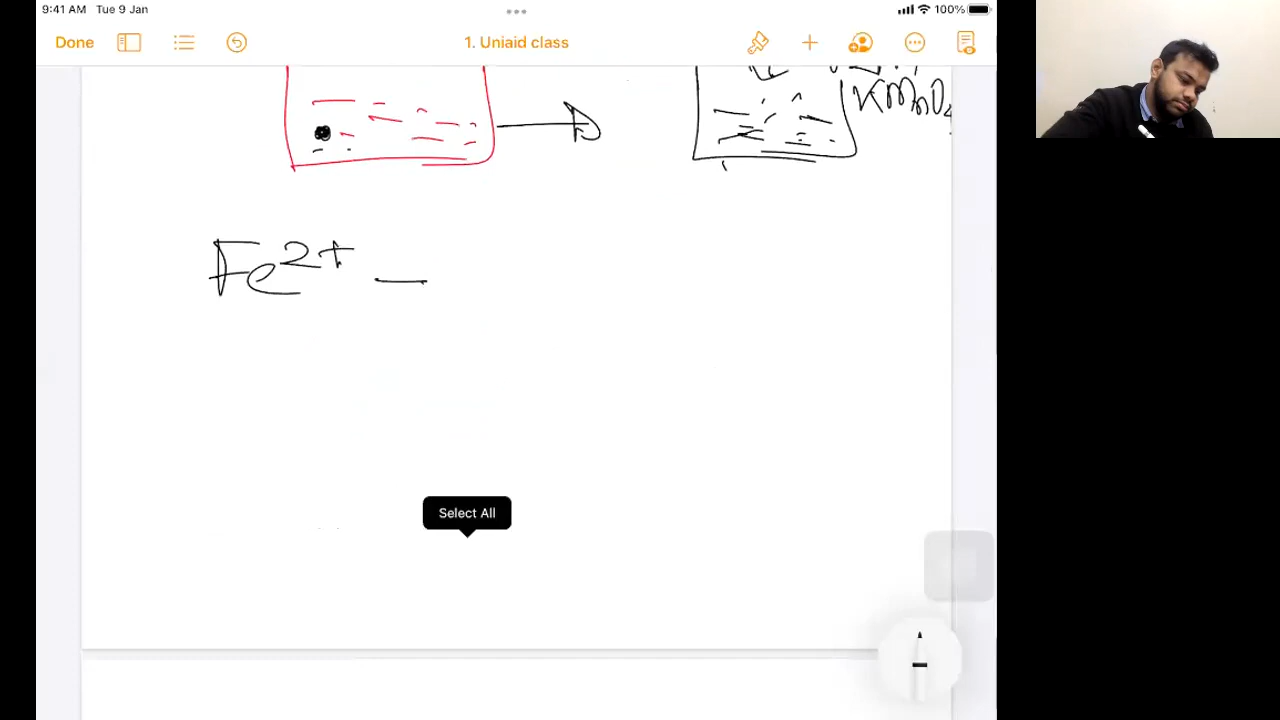 9:41 AM Tue 9 Jan
100%
Done
1. Uniaid class
KMnO4
Fe2+ —
Select All